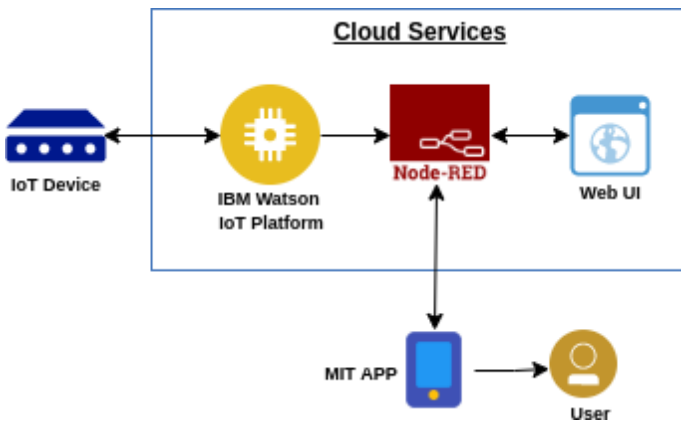 Cloud Services
IoT Device
IBM Watson
IoT Platform
Node-RED
Web UI
MIT APP
User